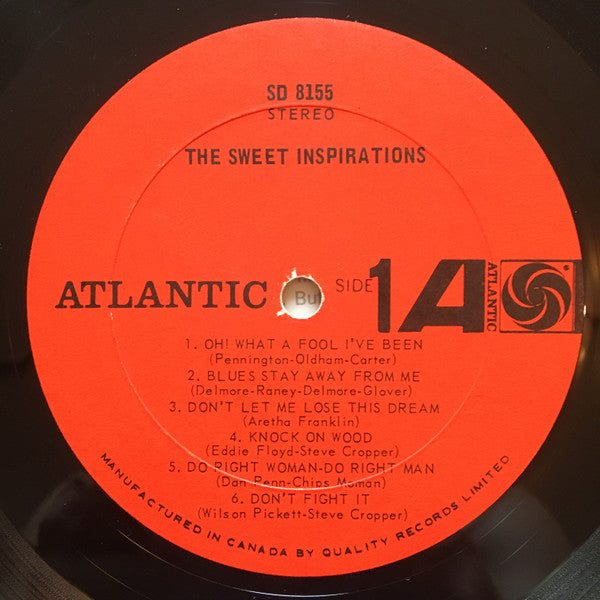 SD 8155
STEREO
THE SWEET INSPIRATIONS
ATLANTIC
SIDE 1 A
ATLANTIC
1. OH! WHAT A FOOL I'VE BEEN
(Pennington-Oldham-Carter)
2. BLUES STAY AWAY FROM ME
(Delmore-Raney-Delmore-Glover)
3. DON'T LET ME LOSE THIS DREAM
(Aretha Franklin)
4. KNOCK ON WOOD
(Eddie Floyd-Steve Cropper)
5. DO RIGHT WOMAN-DO RIGHT MAN
(Dan Penn-Chips Moman)
6. DON'T FIGHT IT
(Wilson Pickett-Steve Cropper)
MANUFACTURED IN CANADA BY QUALITY RECORDS LIMITED